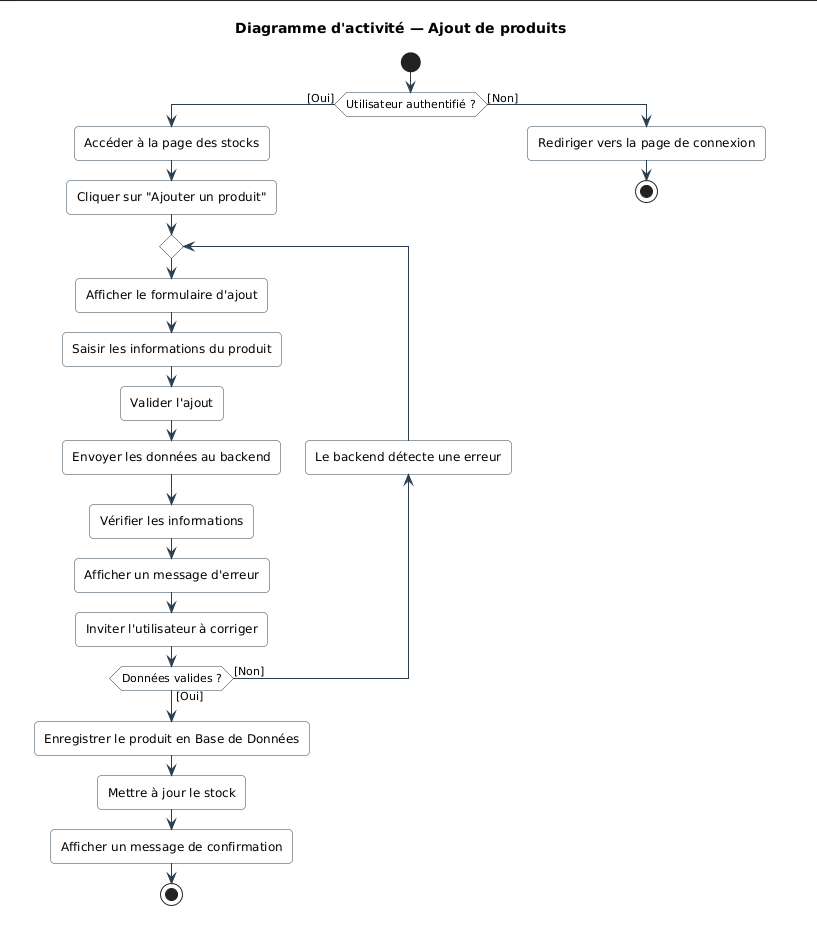 Diagramme d'activité — Ajout de produits
Utilisateur authentifié ?
[Oui]
[Non]
Accéder à la page des stocks
Rediriger vers la page de connexion
Cliquer sur "Ajouter un produit"
Afficher le formulaire d'ajout
Saisir les informations du produit
Valider l'ajout
Envoyer les données au backend
Le backend détecte une erreur
Vérifier les informations
Afficher un message d'erreur
Inviter l'utilisateur à corriger
Données valides ?
[Non]
[Oui]
Enregistrer le produit en Base de Données
Mettre à jour le stock
Afficher un message de confirmation